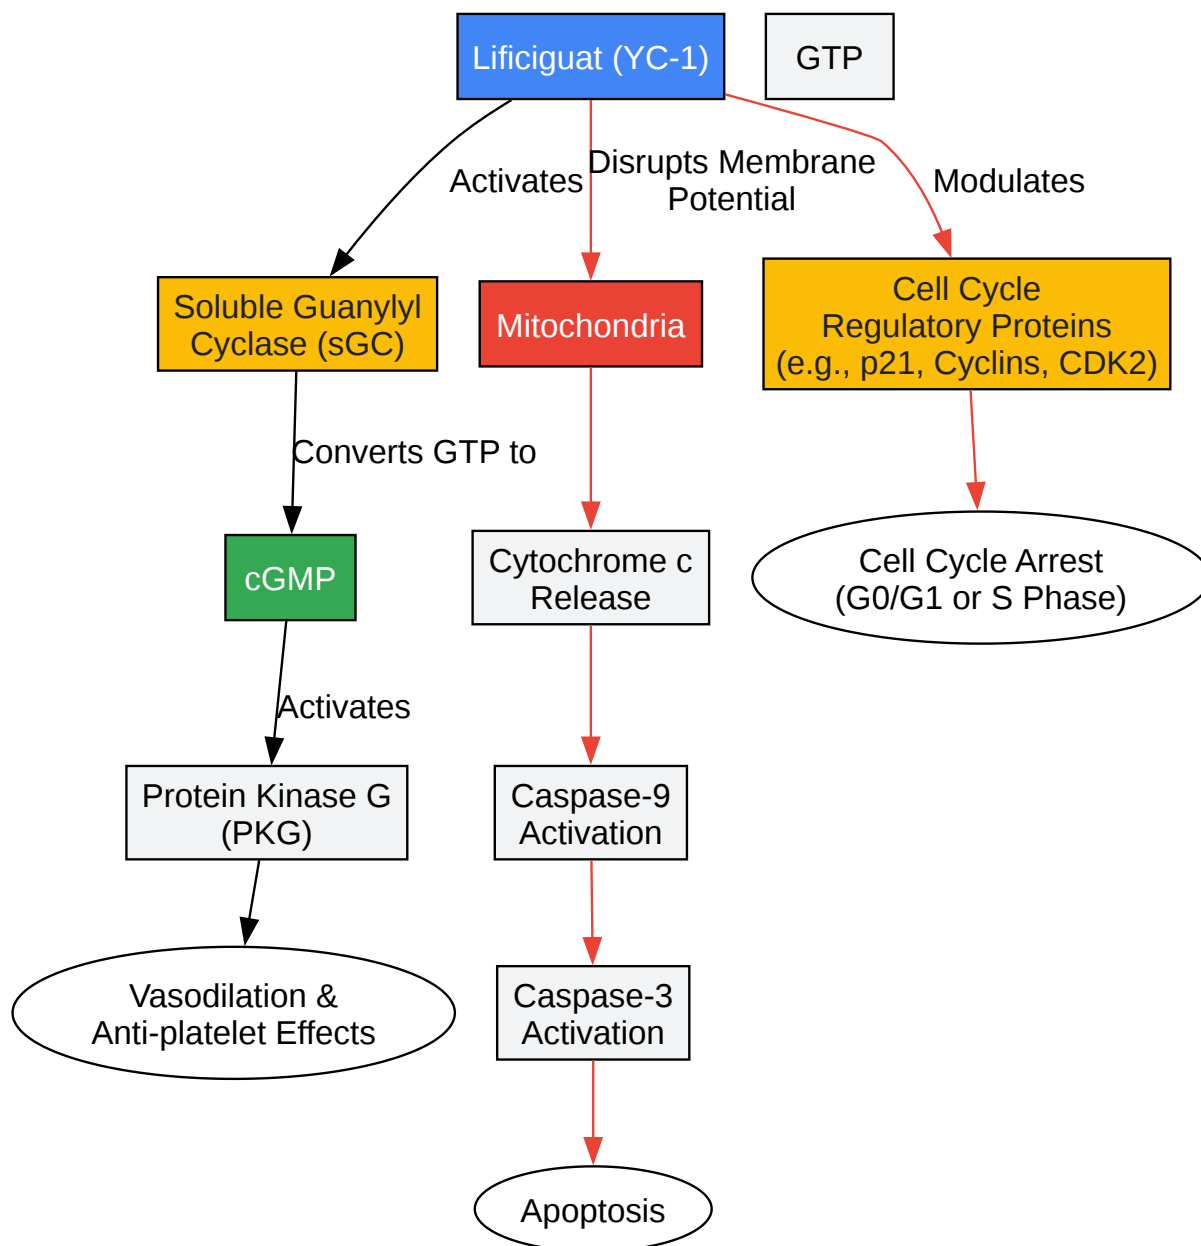 Lificiguat (YC-1)
GTP
Activates
Disrupts Membrane
Potential
Modulates
Soluble Guanylyl
Cyclase (sGC)
Mitochondria
Cell Cycle
Regulatory Proteins
(e.g., p21, Cyclins, CDK2)
Converts GTP to
cGMP
Cytochrome c
Release
Cell Cycle Arrest
(G0/G1 or S Phase)
Activates
Protein Kinase G
(PKG)
Caspase-9
Activation
Vasodilation &
Anti-platelet Effects
Caspase-3
Activation
Apoptosis